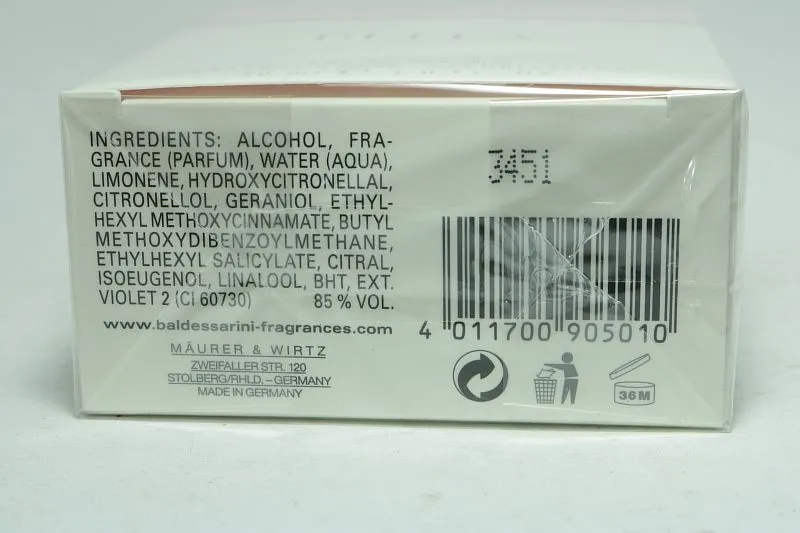 INGREDIENTS: ALCOHOL, FRA-
GRANCE (PARFUM), WATER (AQUA),
LIMONENE, HYDROXYCITRONELLAL,
CITRONELLOL, GERANIOL, ETHYL-
HEXYL METHOXYCINNAMATE, BUTYL
METHOXYDIBENZOYLMETHANE,
ETHYLHEXYL SALICYLATE, CITRAL,
ISOEUGENOL, LINALOOL, BHT, EXT.
VIOLET 2 (CI 60730) 85 % VOL.
www.baldessarini-fragrances.com
MÄURER & WIRTZ
ZWEIFALLER STR. 120
STOLBERG/RHLD. – GERMANY
MADE IN GERMANY
3451
4 011700 905010
36M